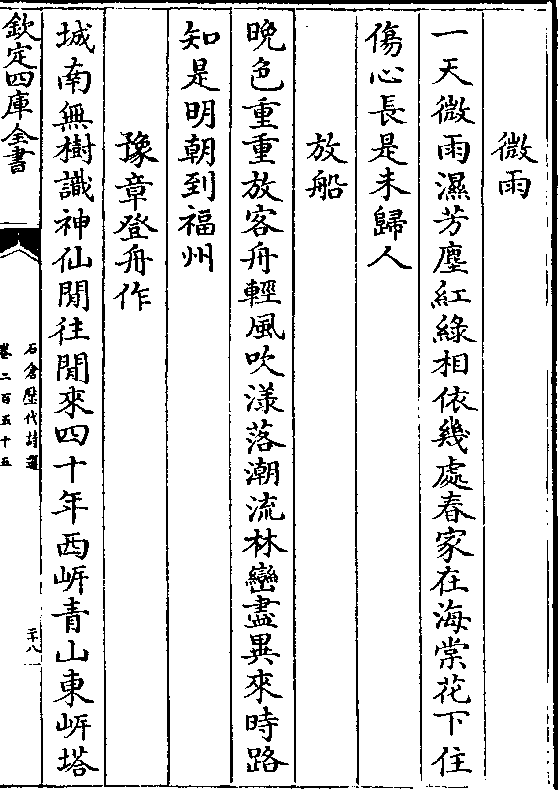 微雨
一天微雨濕芳塵紅綠相依幾處春家在海棠花下住
傷心長是未歸人
放船
晚色重重放客舟輕風吹漾落潮流林巒盡異來時路
知是明朝到福州
豫章登舟作
城南無樹識神仙閒往閒來四十年西㟁青山東㟁塔
欽定四庫全書
石倉歷代詩選
卷二百五十五
二十八